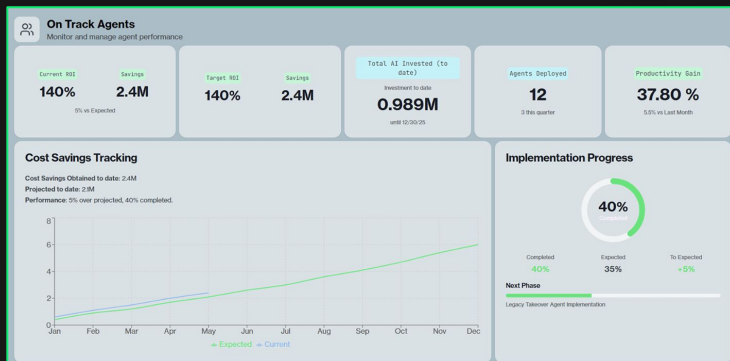 On Track Agents
Monitor and manage agent performance
Current ROI
Savings
140%
2.4M
5% vs Expected
Target ROI
Savings
140%
2.4M
Total AI Invested (to
date)
Investment to date
0.989M
until 12/30/25
Agents Deployed
12
3 this quarter
Productivity Gain
37.80 %
5.5% vs Last Month
Cost Savings Tracking
Cost Savings Obtained to date: 2.4M
Projected to date: 2.1M
Performance: 5% over projected, 40% completed.
8
6
4
2
0
Jan Feb Mar Apr May Jun Jul Aug Sep Oct Nov Dec
Expected Current
Implementation Progress
40%
Completed
Completed Expected To Expected
40% 35% +5%
Next Phase
Legacy Takeover Agent Implementation